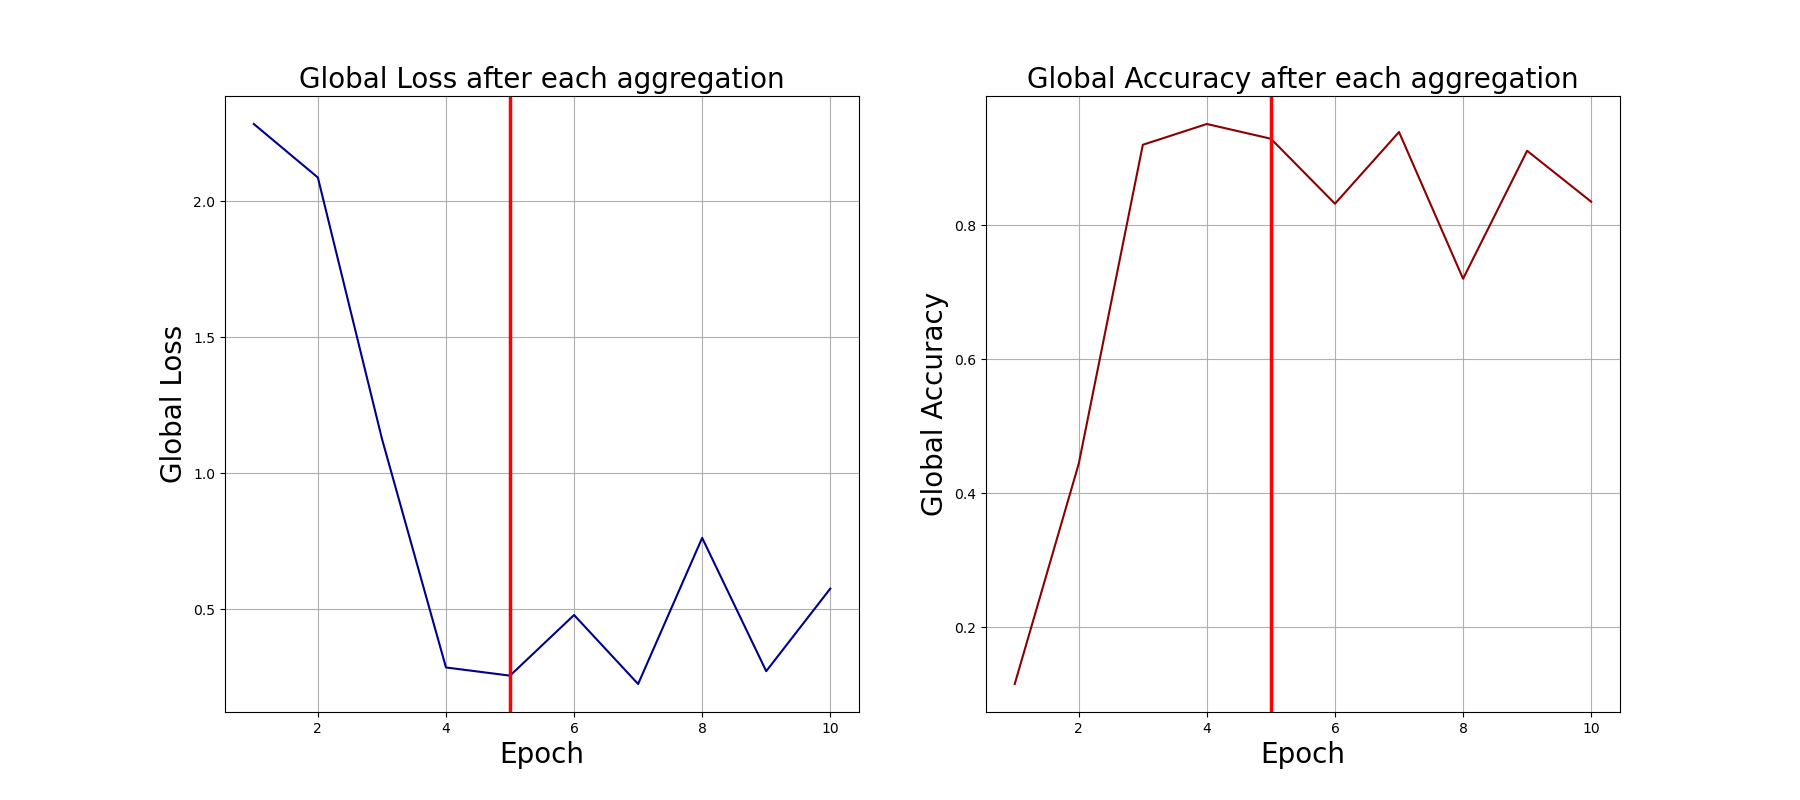 Global Loss after each aggregation
Global Loss
2.0
1.5
1.0
0.5
2 4 6 8 10
Epoch
Global Accuracy after each aggregation
Global Accuracy
0.8
0.6
0.4
0.2
2 4 6 8 10
Epoch